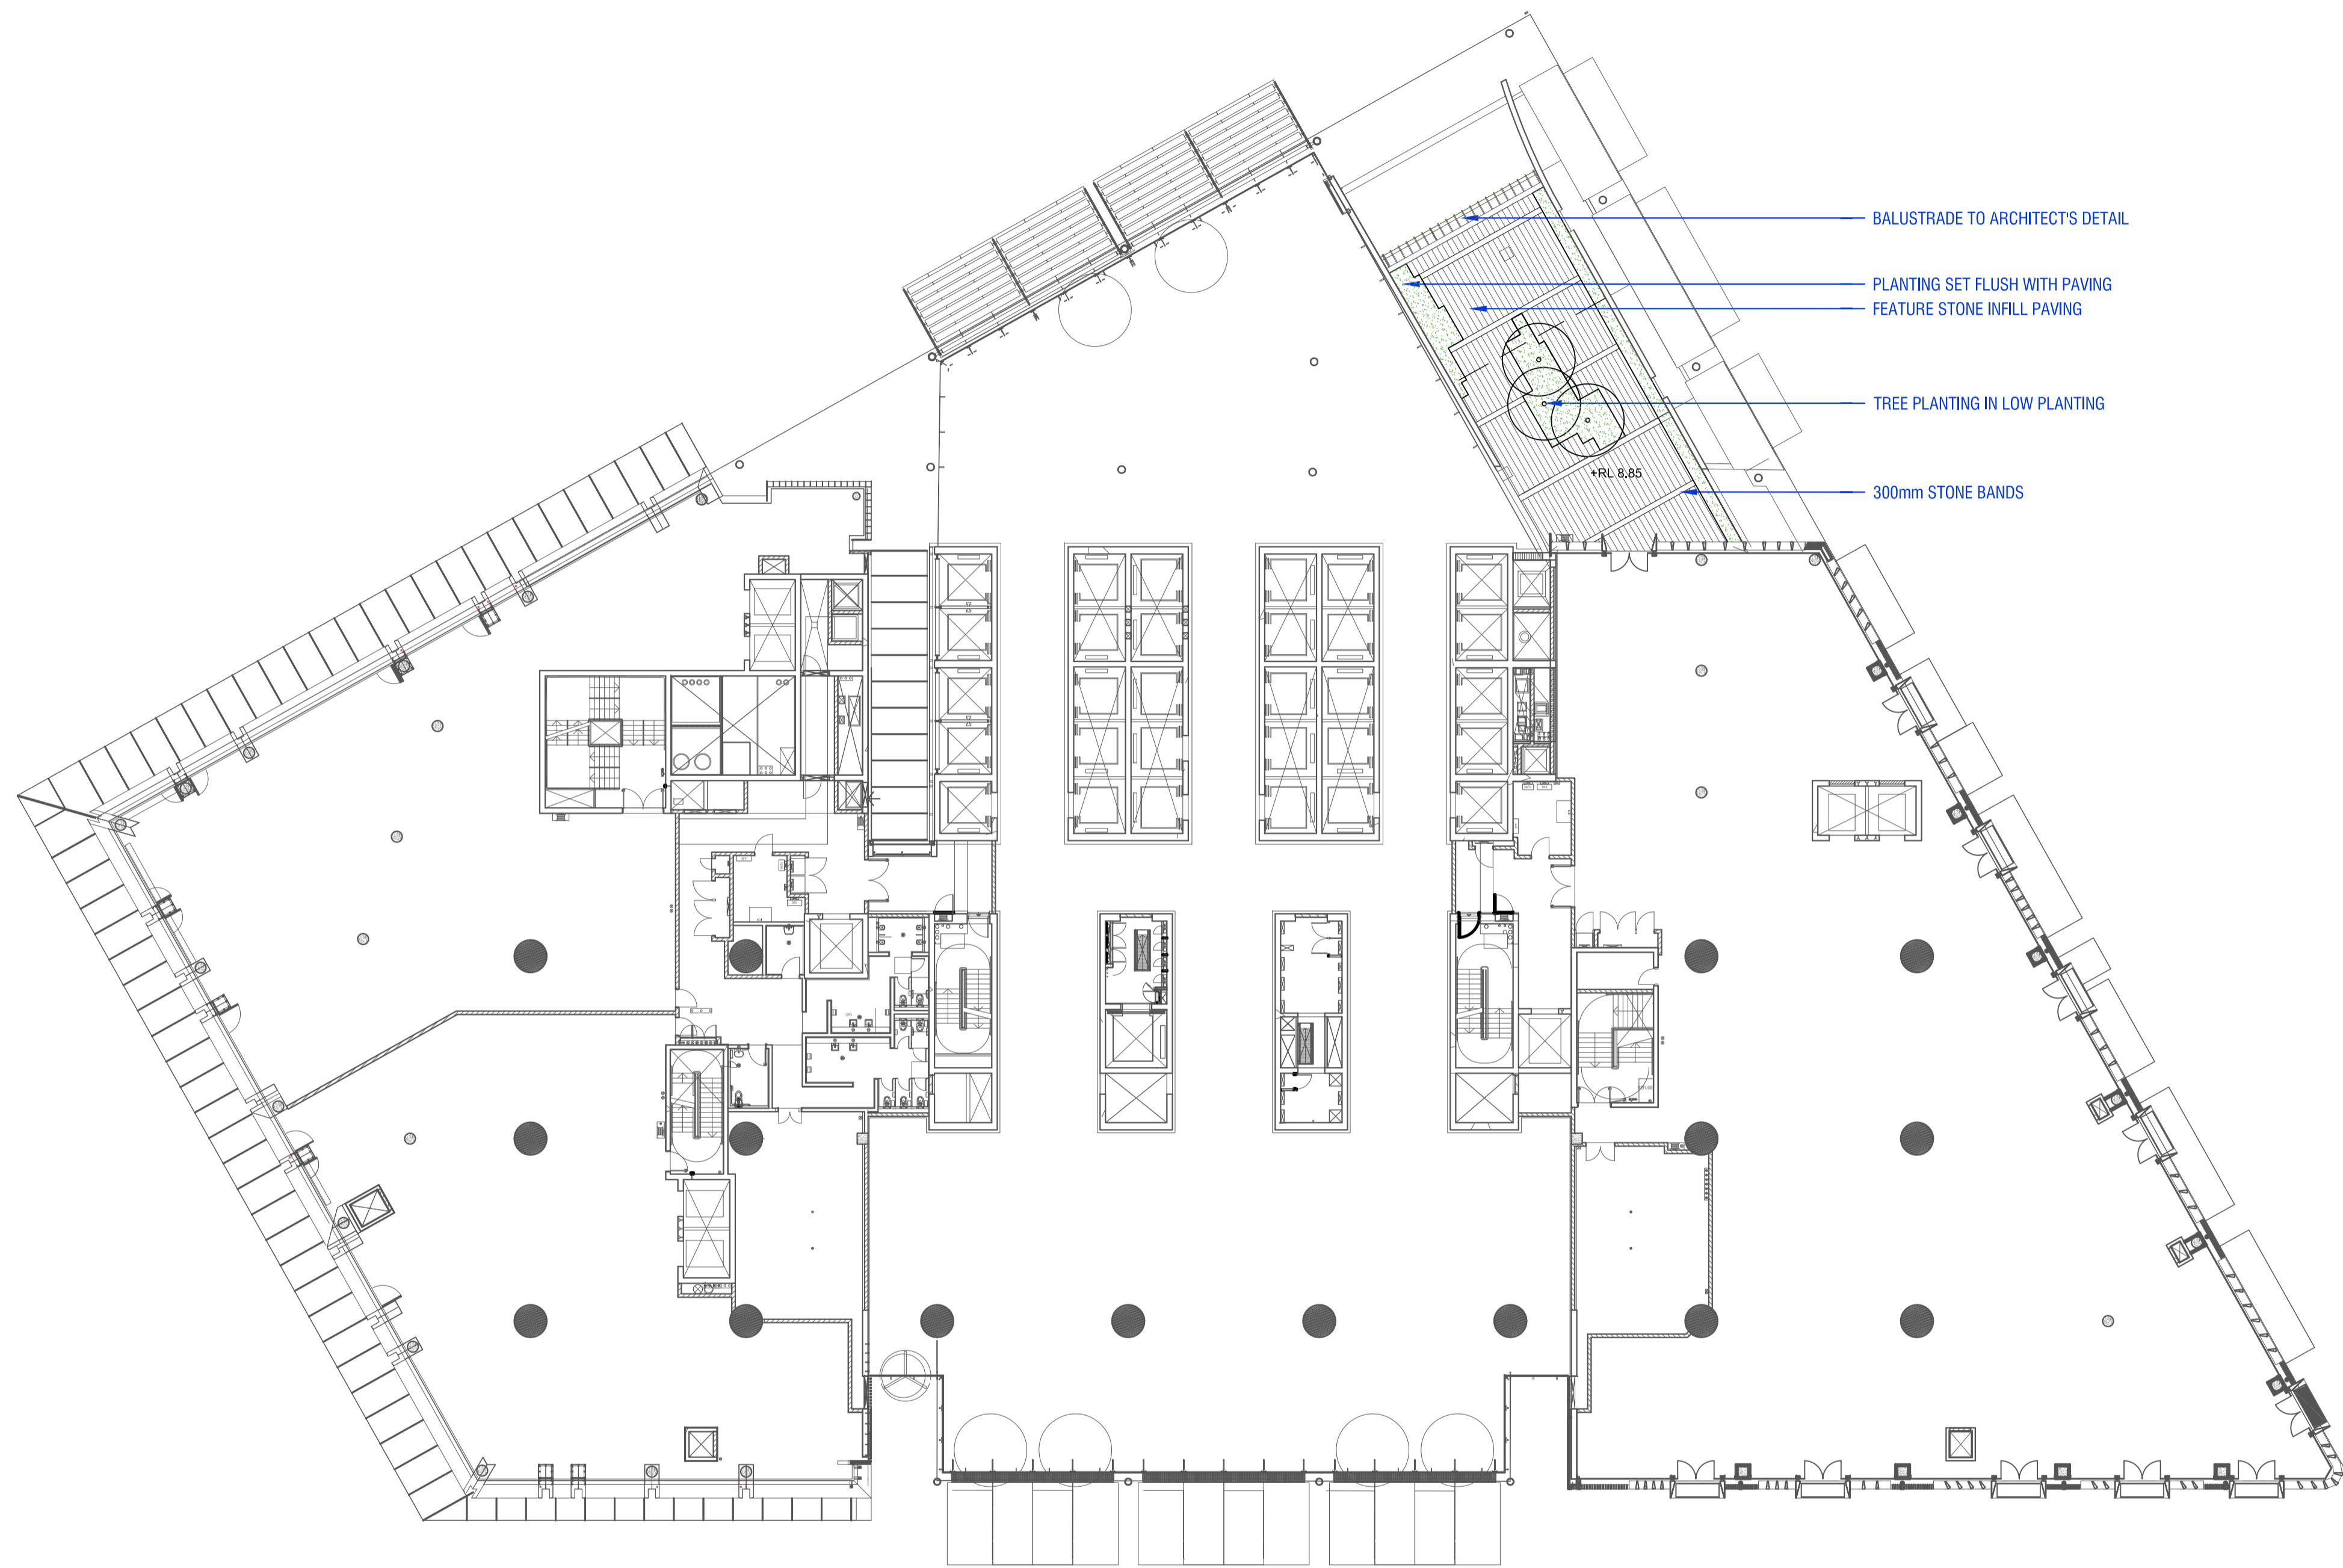 BALUSTRADE TO ARCHITECT'S DETAIL
PLANTING SET FLUSH WITH PAVING
FEATURE STONE INFILL PAVING
TREE PLANTING IN LOW PLANTING
+RL 8.85
300mm STONE BANDS